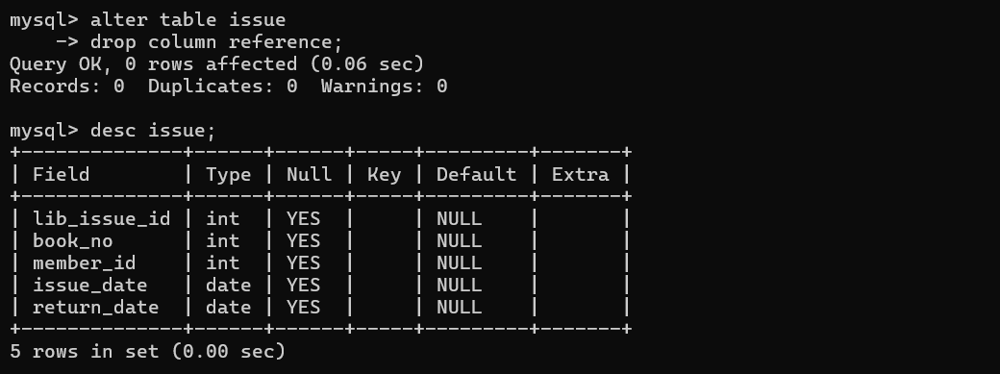 mysql> alter table issue
    -> drop column reference;
Query OK, 0 rows affected (0.06 sec)
Records: 0  Duplicates: 0  Warnings: 0

mysql> desc issue;
+--------------+------+------+-----+---------+-------+
| Field        | Type | Null | Key | Default | Extra |
+--------------+------+------+-----+---------+-------+
| lib_issue_id | int  | YES  |     | NULL    |       |
| book_no      | int  | YES  |     | NULL    |       |
| member_id    | int  | YES  |     | NULL    |       |
| issue_date   | date | YES  |     | NULL    |       |
| return_date  | date | YES  |     | NULL    |       |
+--------------+------+------+-----+---------+-------+
5 rows in set (0.00 sec)